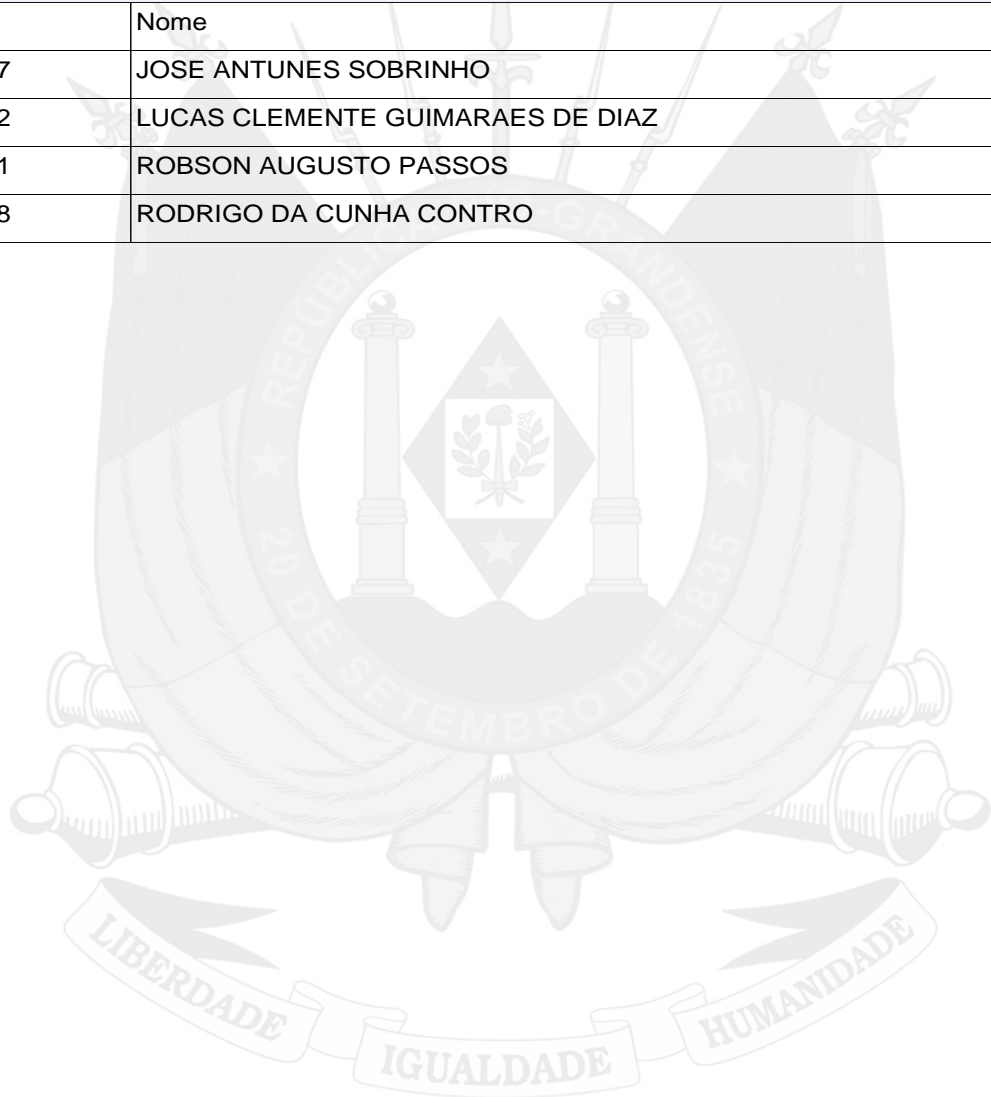 Nome
7 JOSE ANTUNES SOBRINHO
2 LUCAS CLEMENTE GUIMARAES DE DIAZ
1 ROBSON AUGUSTO PASSOS
8 RODRIGO DA CUNHA CONTRO
REPÚBLICA RIO-GRANDENSE
20 DE SETEMBRO DE 1835
LIBERDADE
IGUALDADE
HUMANIDADE